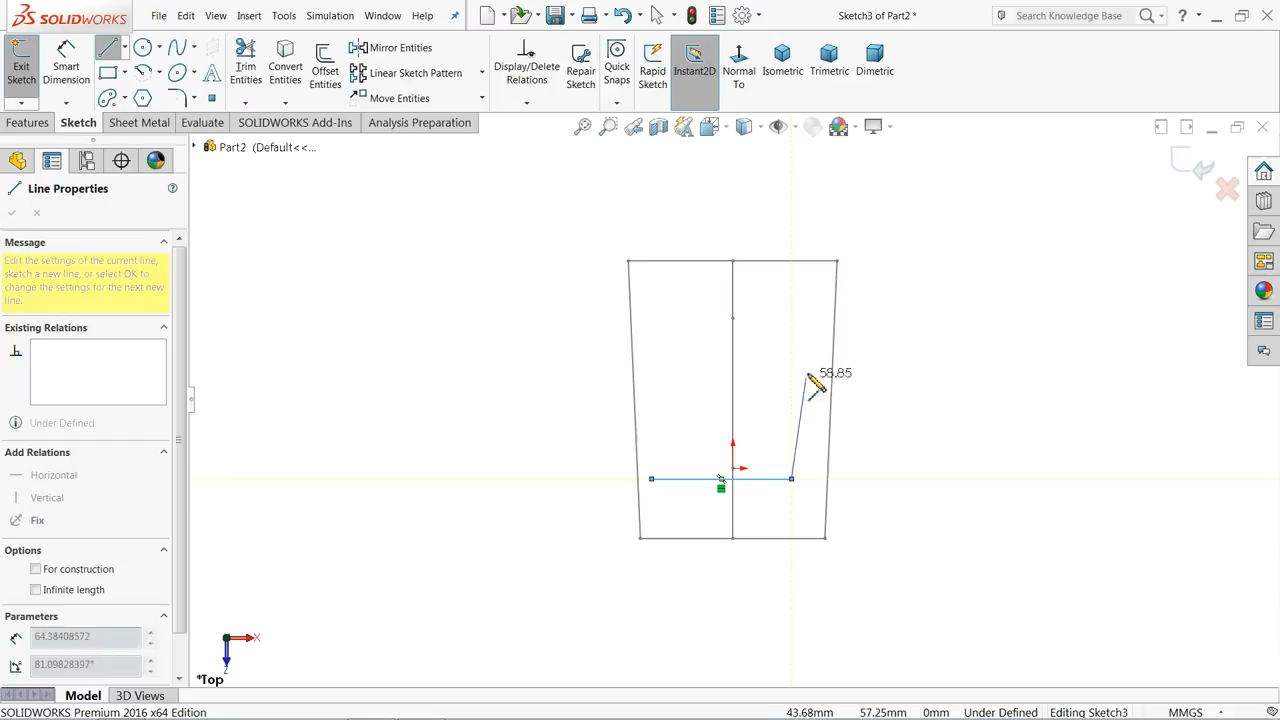 SOLIDWORKS
File Edit View Insert Tools Simulation Window Help
Sketch3 of Part2 *
Search Knowledge Base
?
Exit Sketch
Smart Dimension
Trim Entities
Convert Entities
Offset Entities
Mirror Entities
Linear Sketch Pattern
Move Entities
Display/Delete Relations
Repair Sketch
Quick Snaps
Rapid Sketch
Instant2D
Normal To
Isometric
Trimetric
Dimetric
Features Sketch Sheet Metal Evaluate SOLIDWORKS Add-Ins Analysis Preparation
Part2 (Default<<...
Line Properties
Message
Edit the settings of the current line, sketch a new line, or select OK to change the settings for the next new line.
Existing Relations
Under Defined
Add Relations
Horizontal
Vertical
Fix
Options
For construction
Infinite length
Parameters
64.38408572
81.09828397°
X
Z
*Top
Model 3D Views
SOLIDWORKS Premium 2016 x64 Edition
43.68mm 57.25mm 0mm Under Defined Editing Sketch3 MMGS